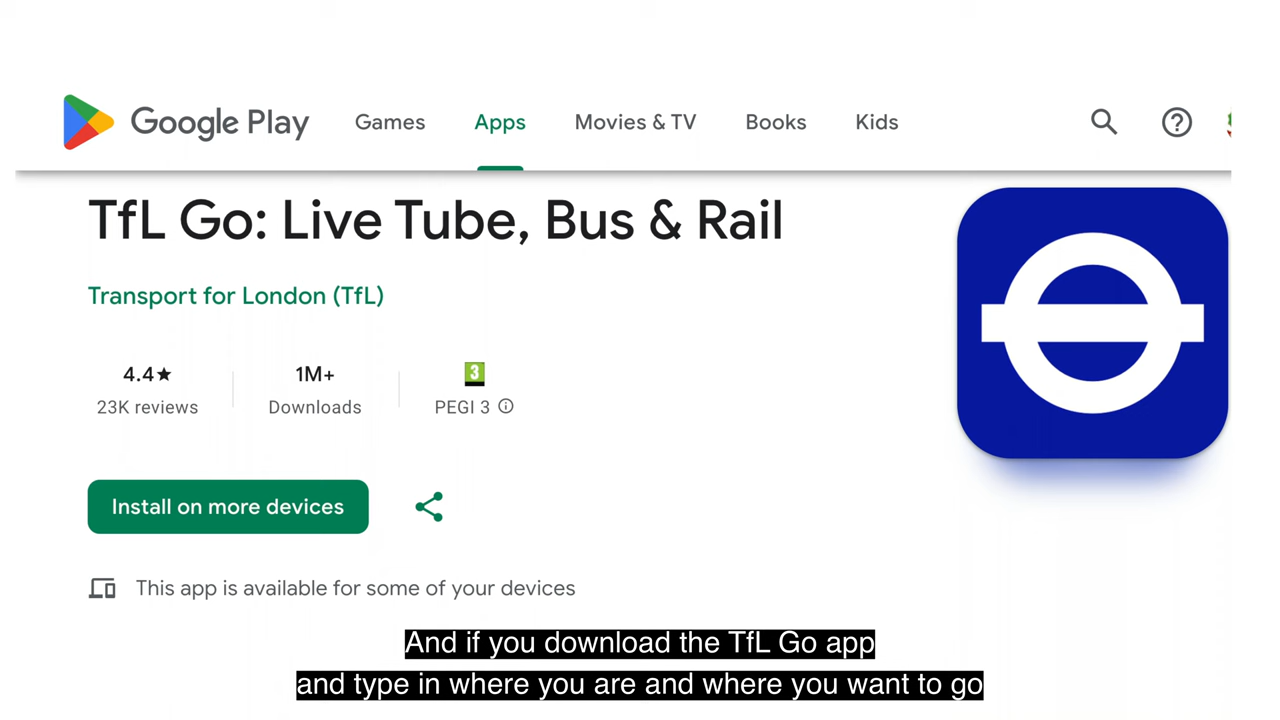 Google Play Games Apps Movies & TV Books Kids
TfL Go: Live Tube, Bus & Rail
Transport for London (TfL)
4.4★ 1M+ 3
23K reviews Downloads PEGI 3
Install on more devices
This app is available for some of your devices
And if you download the TfL Go app
and type in where you are and where you want to go